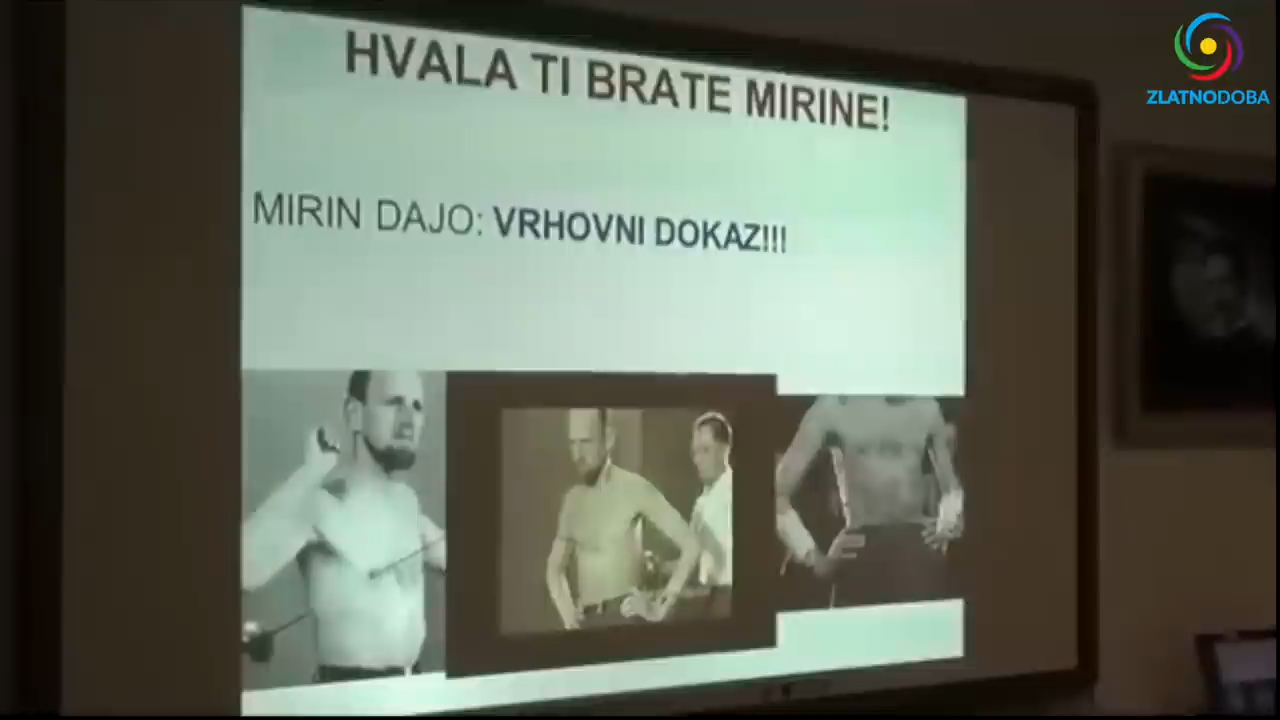 HVALA TI BRATE MIRINE!
MIRIN DAJO: VRHOVNI DOKAZ!!!
ZLATNODOBA